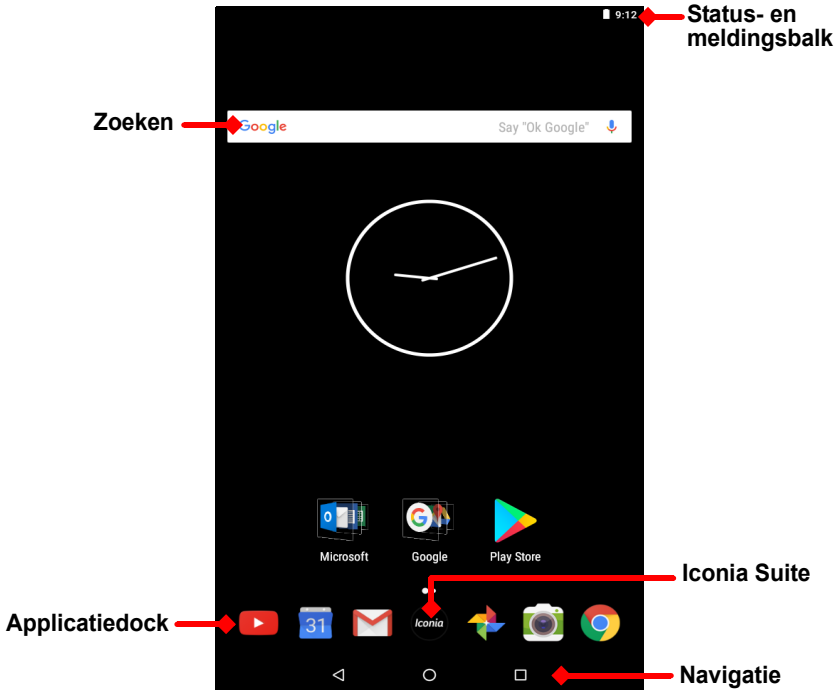 9:12
Status- en
meldingsbalk
Zoeken
Google
Say "Ok Google"
Microsoft
Google
Play Store
Iconia Suite
31
Iconia
Applicatiedock
Navigatie